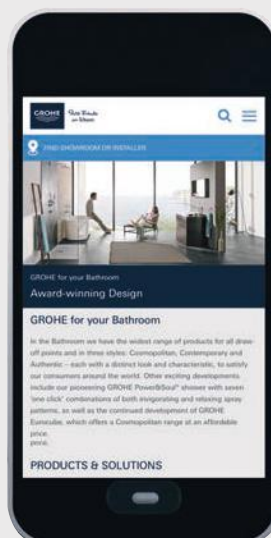 GROHE
Pure Freude
an Wasser
FIND SHOWROOM OR INSTALLER
GROHE for your Bathroom
Award-winning Design
GROHE for your Bathroom
In the Bathroom we have the widest range of products for all draw-
off points and in three styles: Cosmopolitan, Contemporary and
Authentic – each with a distinct look and characteristic, to satisfy
our consumers around the world. Other exciting developments
include our pioneering GROHE Power&Soul® shower with seven
'one click' combinations of both invigorating and relaxing spray
patterns, as well as the continued development of GROHE
Eurocube, which offers a Cosmopolitan range at an affordable
price.
PRODUCTS & SOLUTIONS